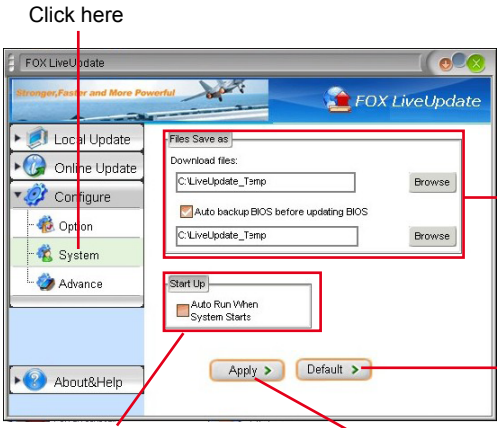 Click here
FOX LiveUpdate
Stronger,Faster and More Powerful
FOX LiveUpdate
Local Update
Online Update
Configure
Option
System
Advance
About&Help
Files Save as
Download files:
C:\LiveUpdate_Temp
Browse
Auto backup BIOS before updating BIOS
C:\LiveUpdate_Temp
Browse
Start Up
Auto Run When
System Starts
Apply
Default